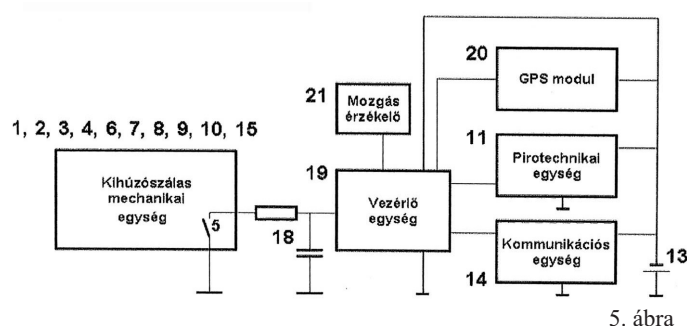 20
GPS modul
21
Mozgás
érzékelő
1, 2, 3, 4, 6, 7, 8, 9, 10, 15
11
Pirotechnikai
egység
19
Kihúzószálas
mechanikai
egység
Vezérlő
egység
5
18
Kommunikációs
egység
14
13
5. ábra